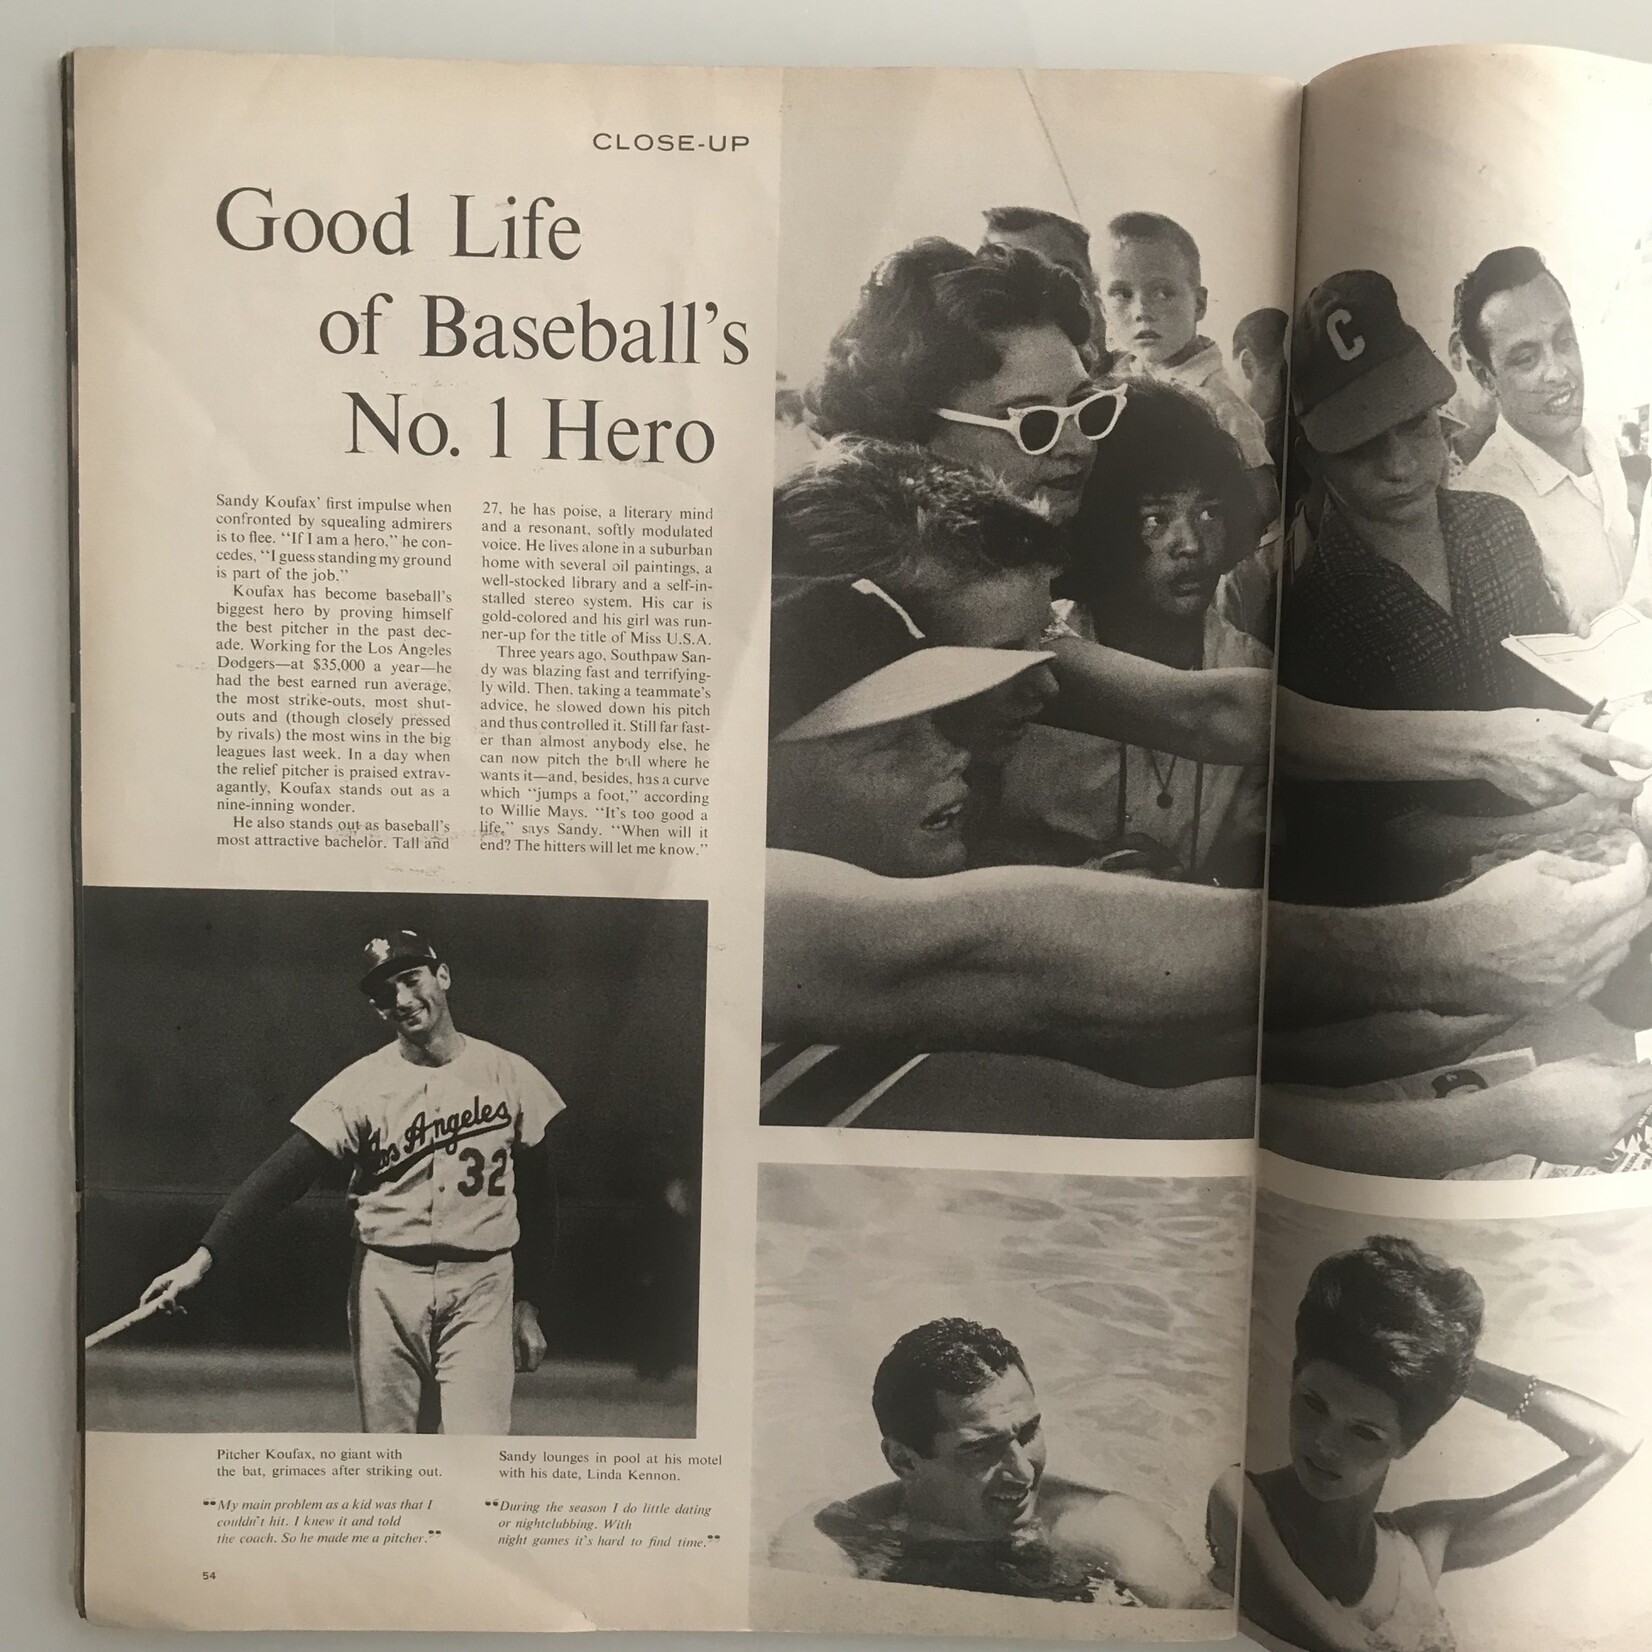 CLOSE-UP
Good Life
of Baseball's
No. 1 Hero
Sandy Koufax' first impulse when
confronted by squealing admirers
is to flee. "If I am a hero," he con-
cedes, "I guess standing my ground
is part of the job."
Koufax has become baseball's
biggest hero by proving himself
the best pitcher in the past dec-
ade. Working for the Los Angeles
Dodgers—at $35,000 a year—he
had the best earned run average,
the most strike-outs, most shut-
outs and (though closely pressed
by rivals) the most wins in the big
leagues last week. In a day when
the relief pitcher is praised extrav-
agantly, Koufax stands out as a
nine-inning wonder.
He also stands out as baseball's
most attractive bachelor. Tall and
27, he has poise, a literary mind
and a resonant, softly modulated
voice. He lives alone in a suburban
home with several oil paintings, a
well-stocked library and a self-in-
stalled stereo system. His car is
gold-colored and his girl was run-
ner-up for the title of Miss U.S.A.
Three years ago, Southpaw San-
dy was blazing fast and terrifying-
ly wild. Then, taking a teammate's
advice, he slowed down his pitch
and thus controlled it. Still far fast-
er than almost anybody else, he
can now pitch the ball where he
wants it—and, besides, has a curve
which "jumps a foot," according
to Willie Mays. "It's too good a
life," says Sandy. "When will it
end? The hitters will let me know."
C
Los Angeles
32
Pitcher Koufax, no giant with
the bat, grimaces after striking out.
"My main problem as a kid was that I
couldn't hit. I knew it and told
the coach. So he made me a pitcher."
Sandy lounges in pool at his motel
with his date, Linda Kennon.
"During the season I do little dating
or nightclubbing. With
night games it's hard to find time."
54